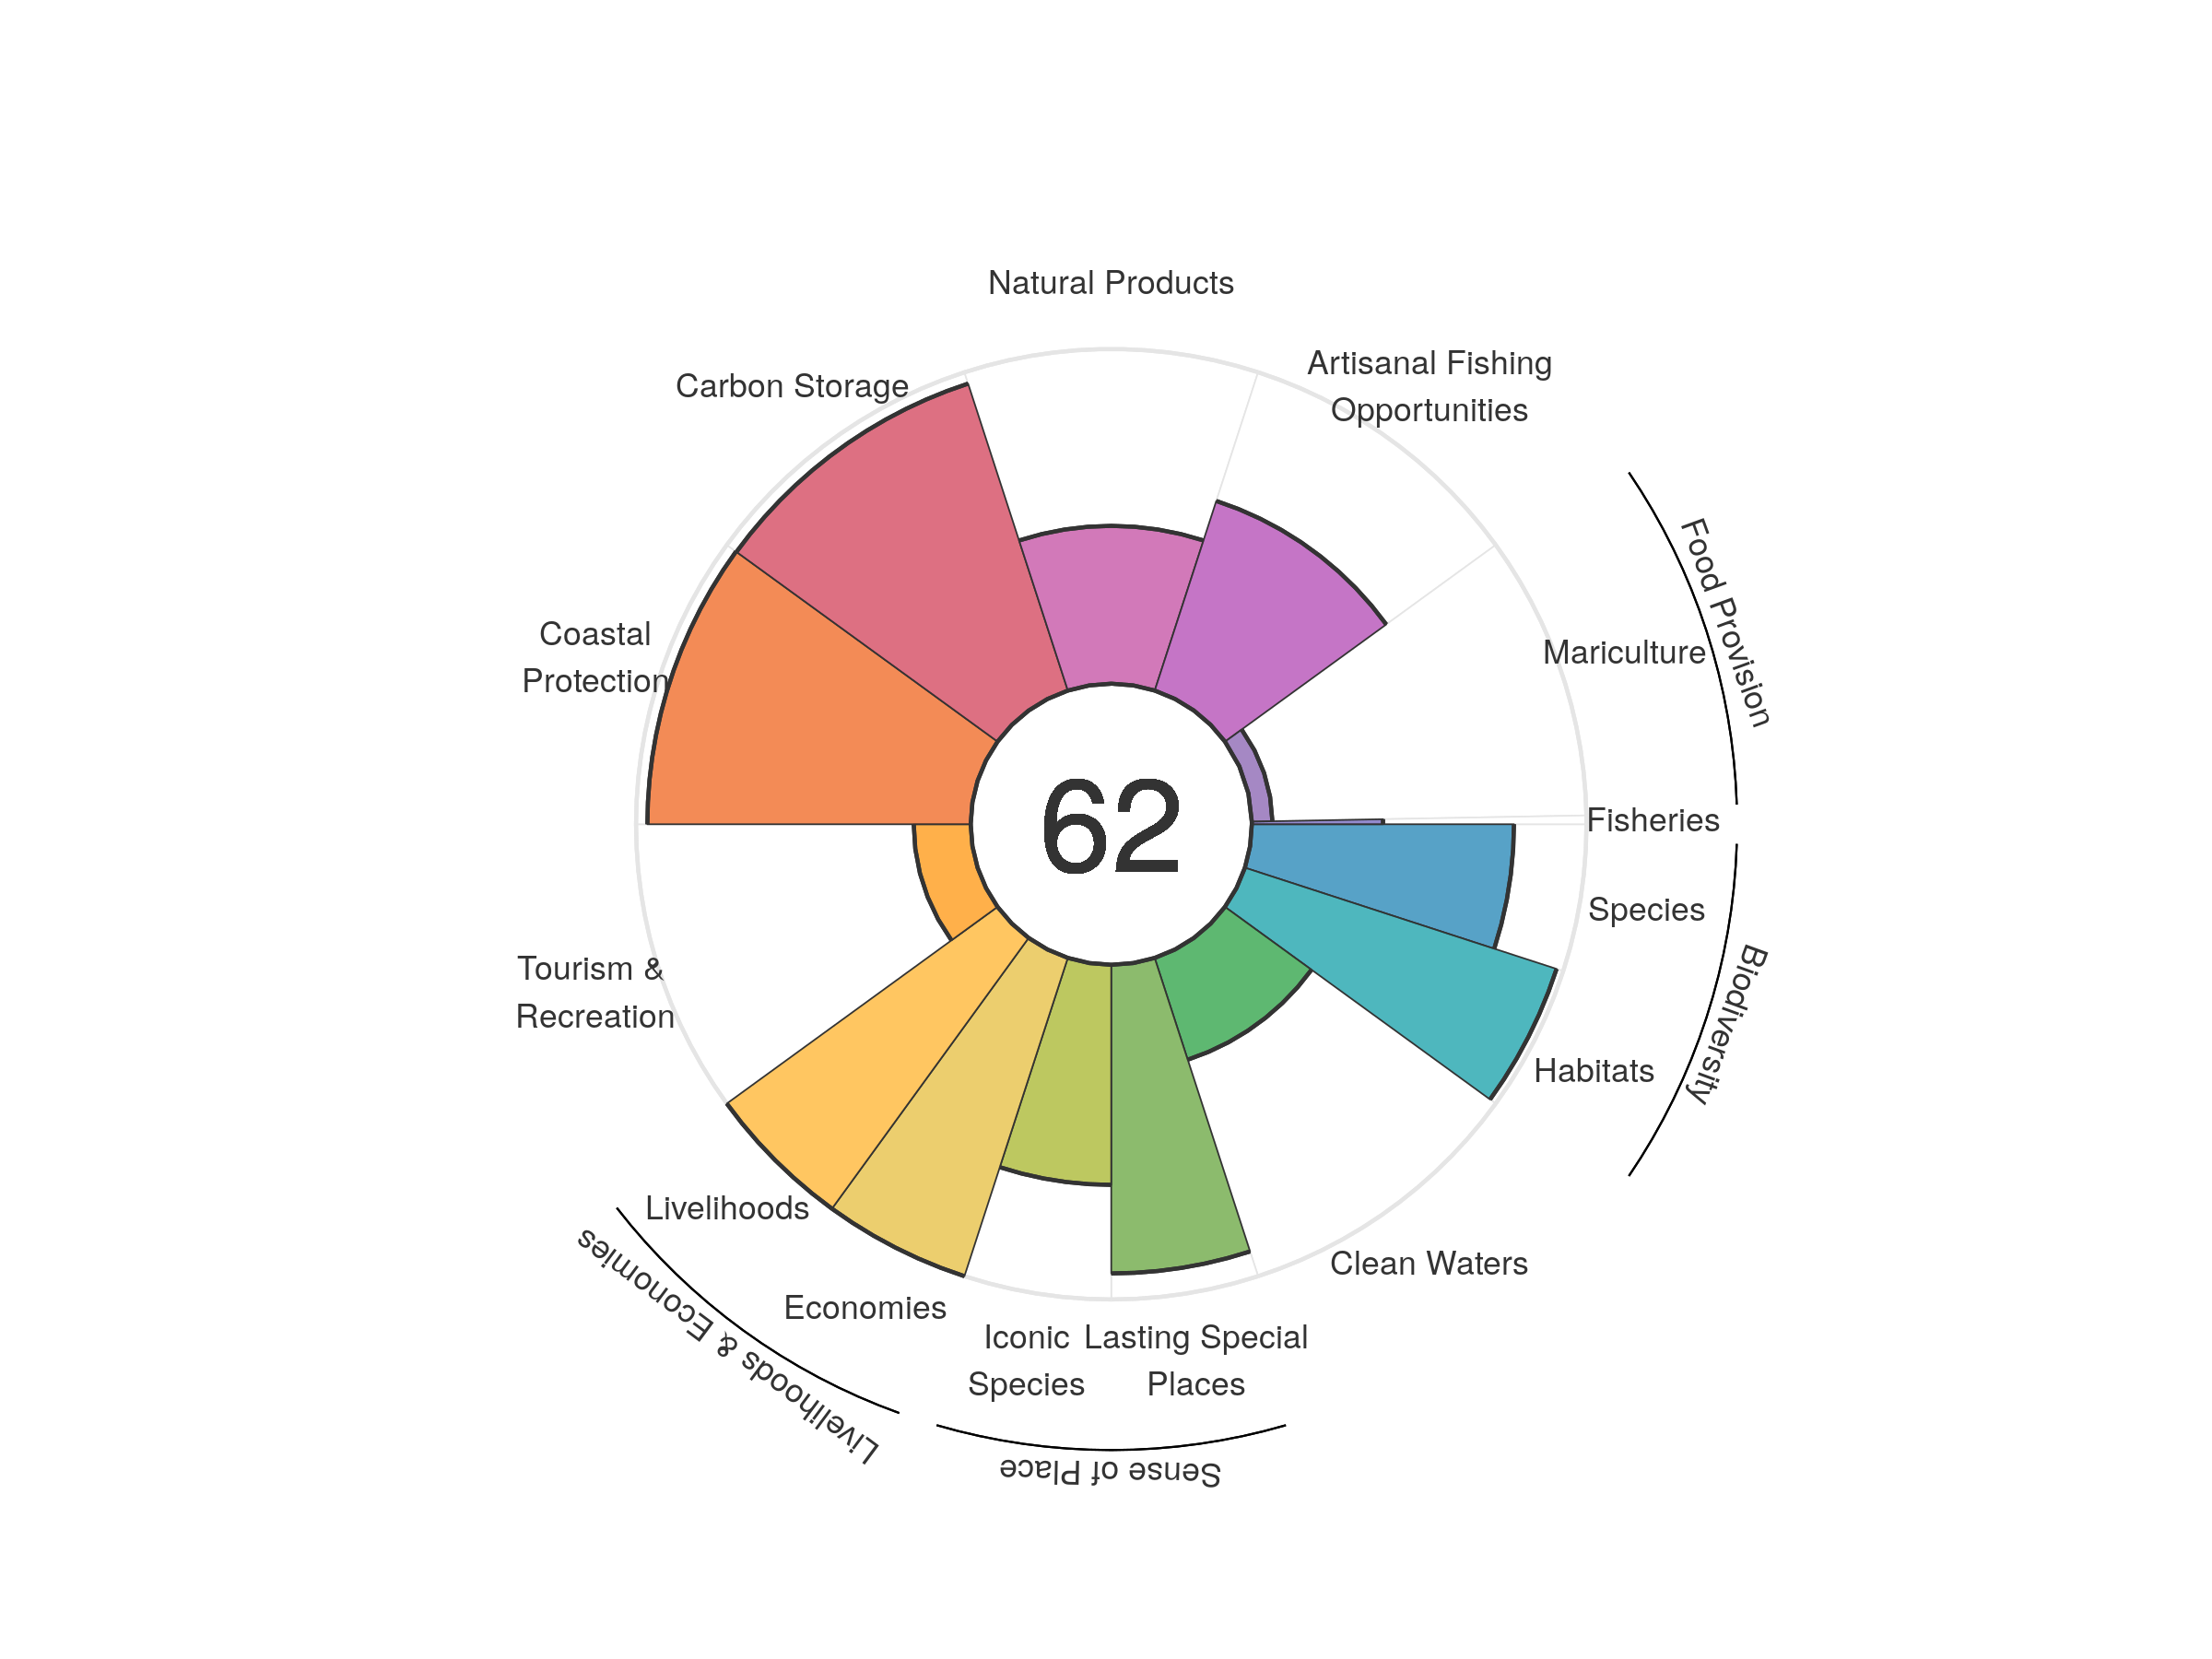 Natural Products
Artisanal Fishing
Opportunities
Carbon Storage
Food Provision
Mariculture
Coastal
Protection
62
Fisheries
Species
Biodiversity
Habitats
Tourism &
Recreation
Livelihoods
Clean Waters
Economies
Livelihoods & Economies
Iconic
Species
Lasting Special
Places
Sense of Place